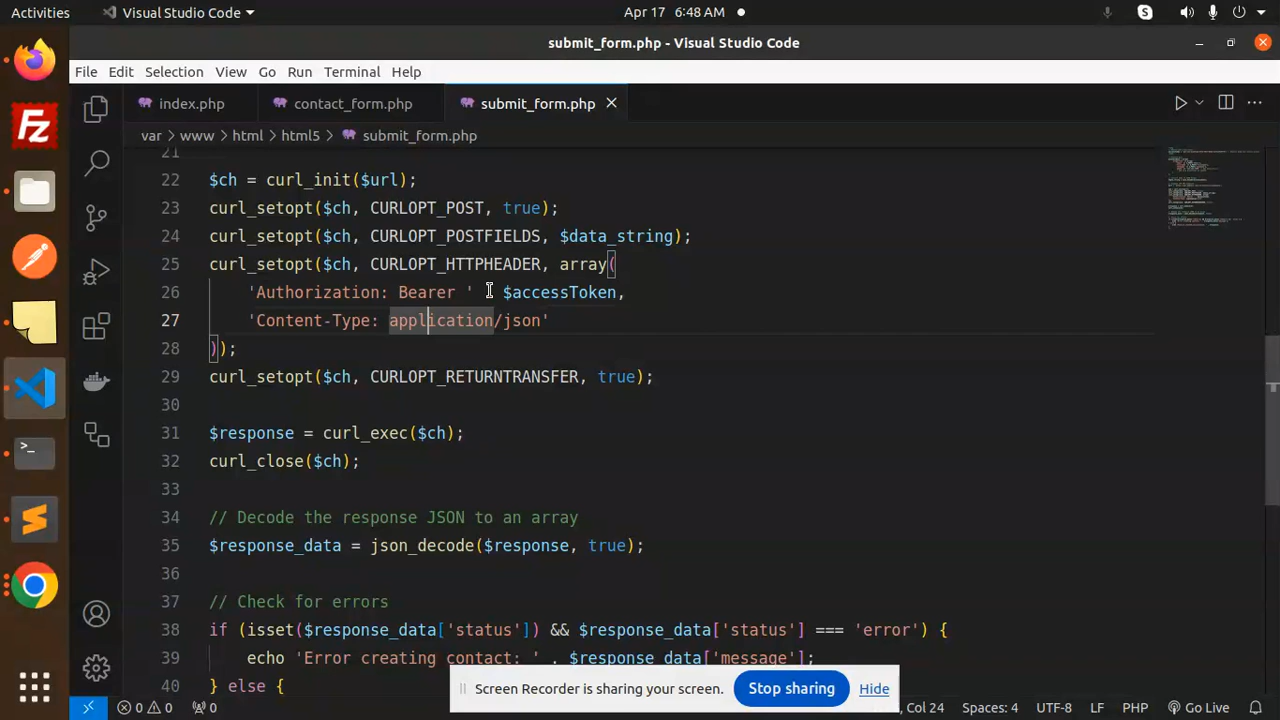 Activities
Visual Studio Code
Apr 17 6:48 AM
submit_form.php - Visual Studio Code
File Edit Selection View Go Run Terminal Help
index.php
contact_form.php
submit_form.php
var > www > html > html5 > submit_form.php
21
22 $ch = curl_init($url);
23 curl_setopt($ch, CURLOPT_POST, true);
24 curl_setopt($ch, CURLOPT_POSTFIELDS, $data_string);
25 curl_setopt($ch, CURLOPT_HTTPHEADER, array(
26 'Authorization: Bearer ' $accessToken,
27 'Content-Type: application/json'
28 ));
29 curl_setopt($ch, CURLOPT_RETURNTRANSFER, true);
30
31 $response = curl_exec($ch);
32 curl_close($ch);
33
34 // Decode the response JSON to an array
35 $response_data = json_decode($response, true);
36
37 // Check for errors
38 if (isset($response_data['status']) && $response_data['status'] === 'error') {
39 echo 'Error creating contact: ' . $response_data['message'];
40 } else {
Screen Recorder is sharing your screen.
Stop sharing
Hide
0 0 0
Col 24 Spaces: 4 UTF-8 LF PHP Go Live